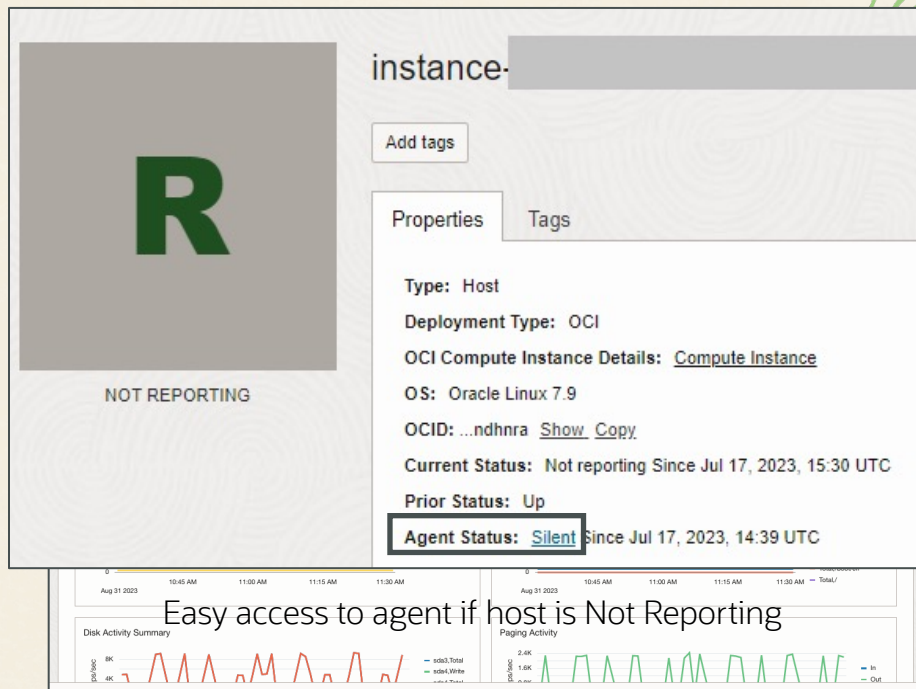 instance-
Add tags
R
NOT REPORTING
Properties Tags
Type: Host
Deployment Type: OCI
OCI Compute Instance Details: Compute Instance
OS: Oracle Linux 7.9
OCID: ...ndhnra Show Copy
Current Status: Not reporting Since Jul 17, 2023, 15:30 UTC
Prior Status: Up
Agent Status: Silent Since Jul 17, 2023, 14:39 UTC
0
10:45 AM 11:00 AM 11:15 AM 11:30 AM
Aug 31 2023
0
10:45 AM 11:00 AM 11:15 AM 11:30 AM
Aug 31 2023
Total,/
Easy access to agent if host is Not Reporting
Disk Activity Summary
8K
4K
sda3,Total
sda4,Write
Paging Activity
2.4K
1.6K
In
Out